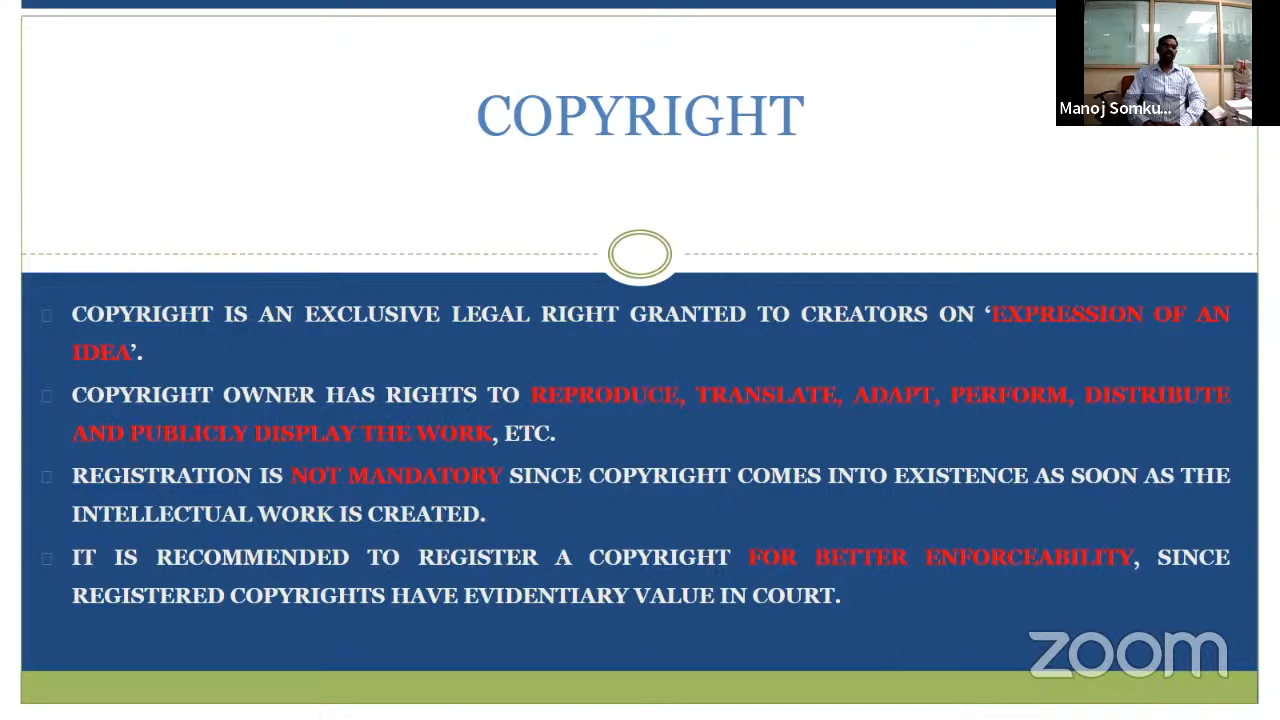 COPYRIGHT
Manoj Somku...
COPYRIGHT IS AN EXCLUSIVE LEGAL RIGHT GRANTED TO CREATORS ON ‘EXPRESSION OF AN
IDEA’.
COPYRIGHT OWNER HAS RIGHTS TO REPRODUCE, TRANSLATE, ADAPT, PERFORM, DISTRIBUTE
AND PUBLICLY DISPLAY THE WORK, ETC.
REGISTRATION IS NOT MANDATORY SINCE COPYRIGHT COMES INTO EXISTENCE AS SOON AS THE
INTELLECTUAL WORK IS CREATED.
IT IS RECOMMENDED TO REGISTER A COPYRIGHT FOR BETTER ENFORCEABILITY, SINCE
REGISTERED COPYRIGHTS HAVE EVIDENTIARY VALUE IN COURT.
zoom